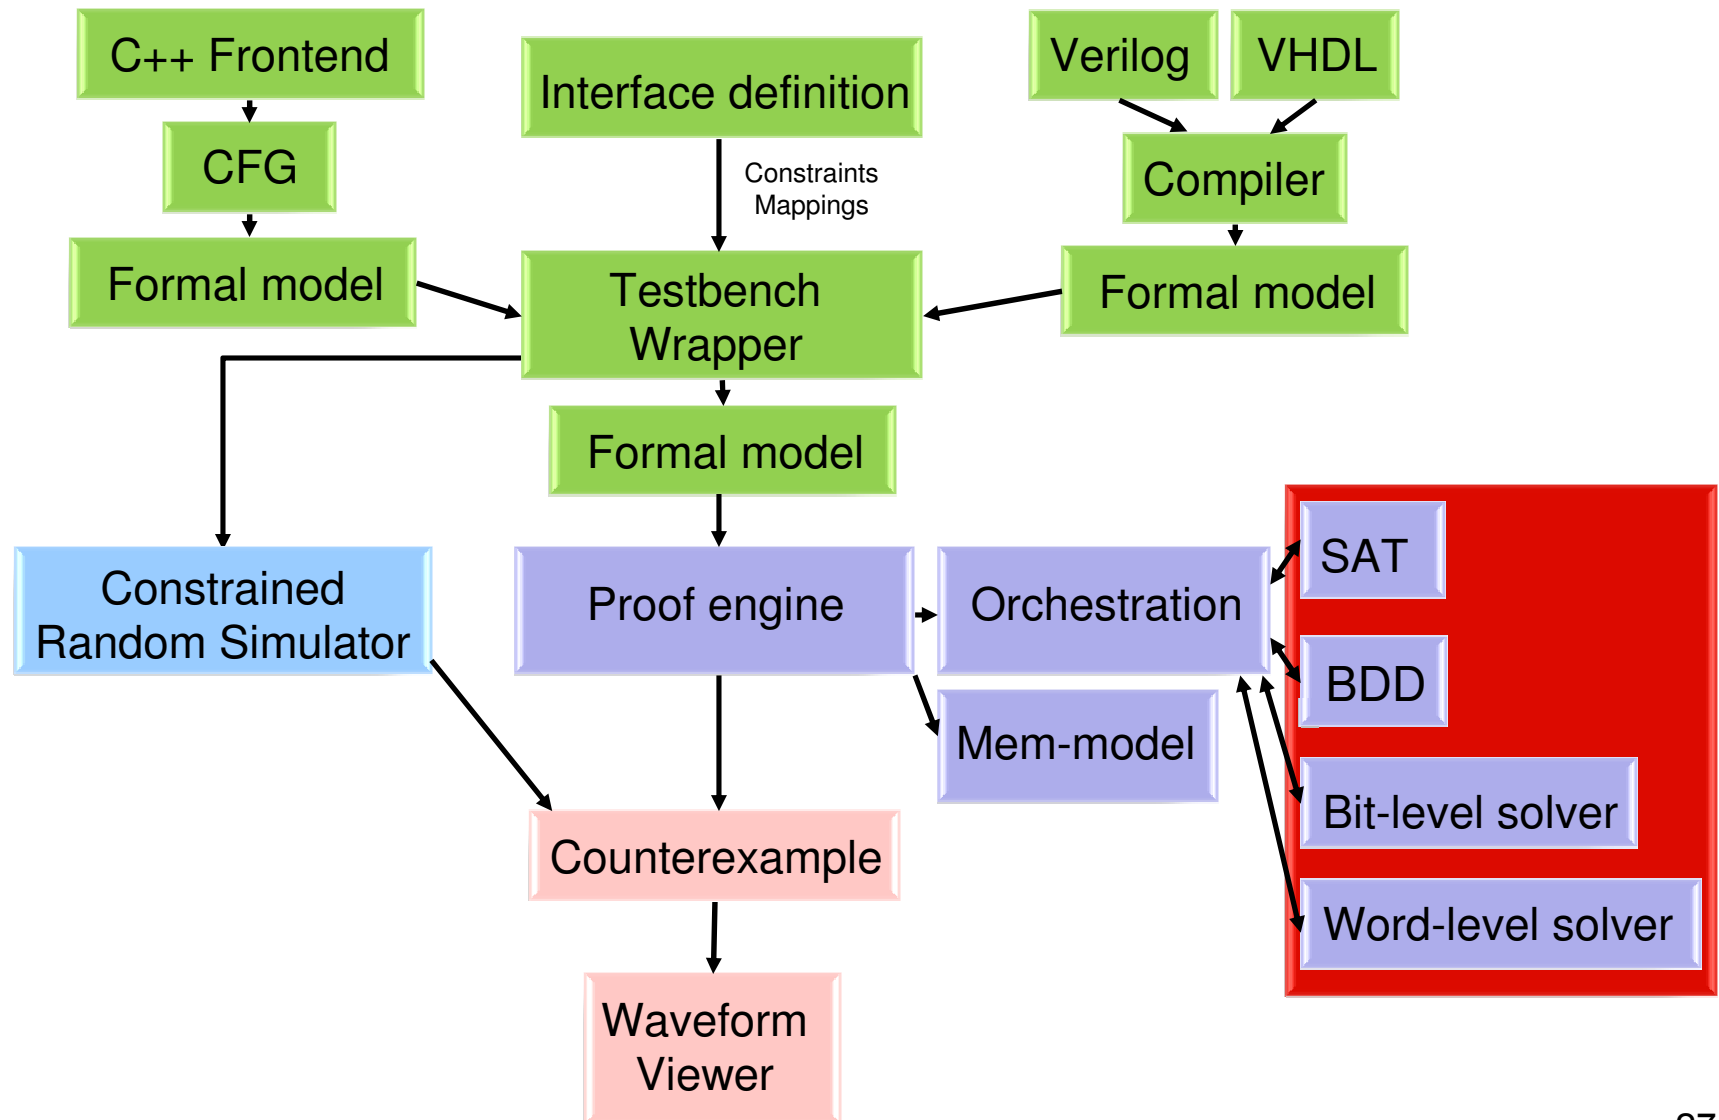 C++ Frontend
Interface definition
Verilog
VHDL
CFG
Constraints
Mappings
Compiler
Formal model
Testbench
Wrapper
Formal model
Formal model
Constrained
Random Simulator
Proof engine
Orchestration
SAT
BDD
Mem-model
Bit-level solver
Counterexample
Word-level solver
Waveform
Viewer